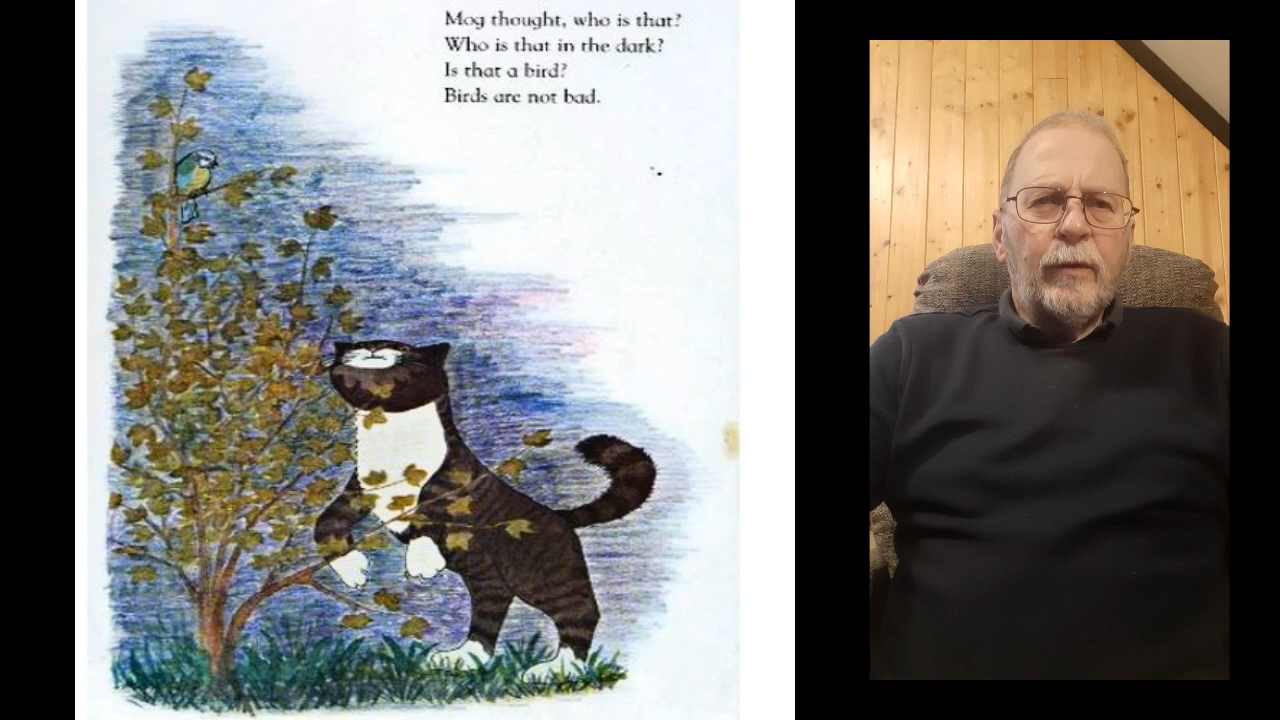 Mog thought, who is that?
Who is that in the dark?
Is that a bird?
Birds are not bad.